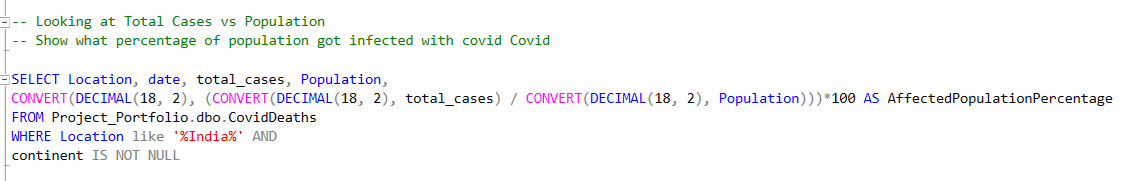 -- Looking at Total Cases vs Population
-- Show what percentage of population got infected with covid Covid
SELECT Location, date, total_cases, Population,
CONVERT(DECIMAL(18, 2), (CONVERT(DECIMAL(18, 2), total_cases) / CONVERT(DECIMAL(18, 2), Population)))*100 AS AffectedPopulationPercentage
FROM Project_Portfolio.dbo.CovidDeaths
WHERE Location like '%India%' AND
continent IS NOT NULL